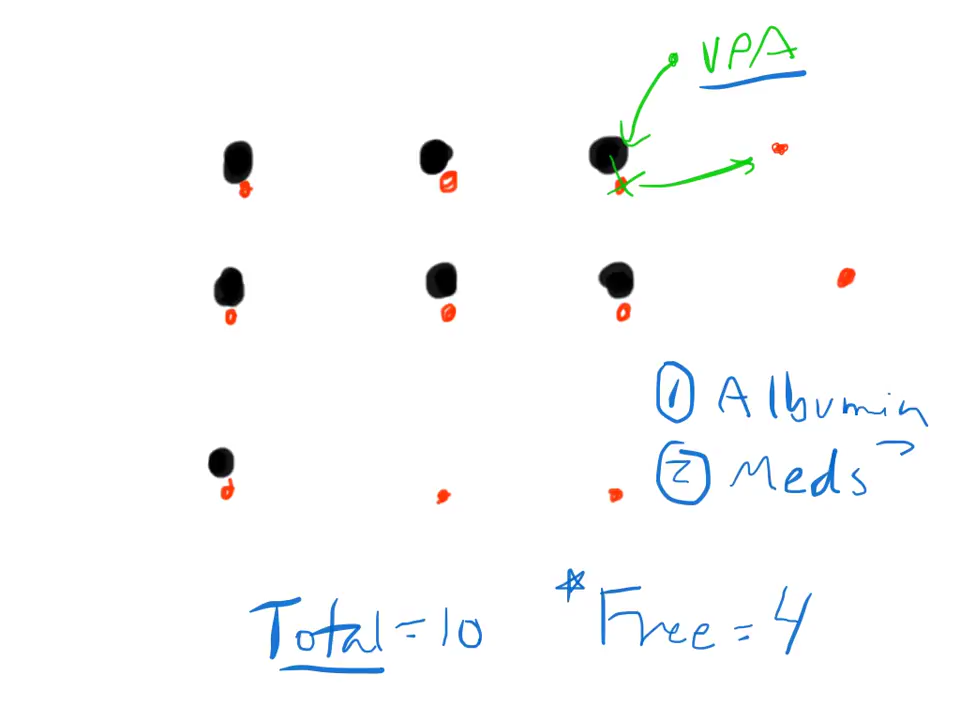 VPA
① Albumin
② Meds
Total = 10
* Free = 4